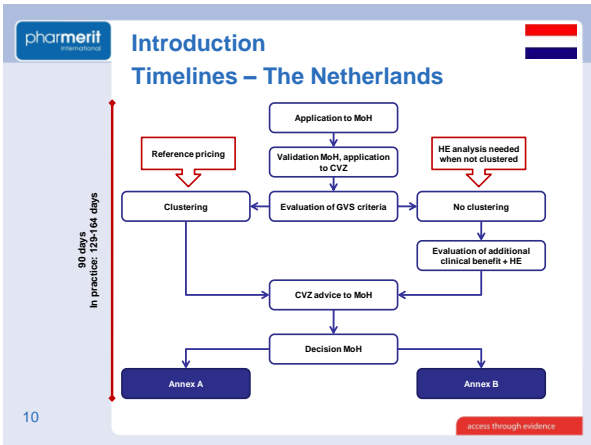 pharmerit
international
Introduction
Timelines – The Netherlands
Application to MoH
Reference pricing
Validation MoH, application
to CVZ
HE analysis needed
when not clustered
Clustering
Evaluation of GVS criteria
No clustering
Evaluation of additional
clinical benefit + HE
90 days
In practice: 129-164 days
CVZ advice to MoH
Decision MoH
Annex A
Annex B
10
access through evidence